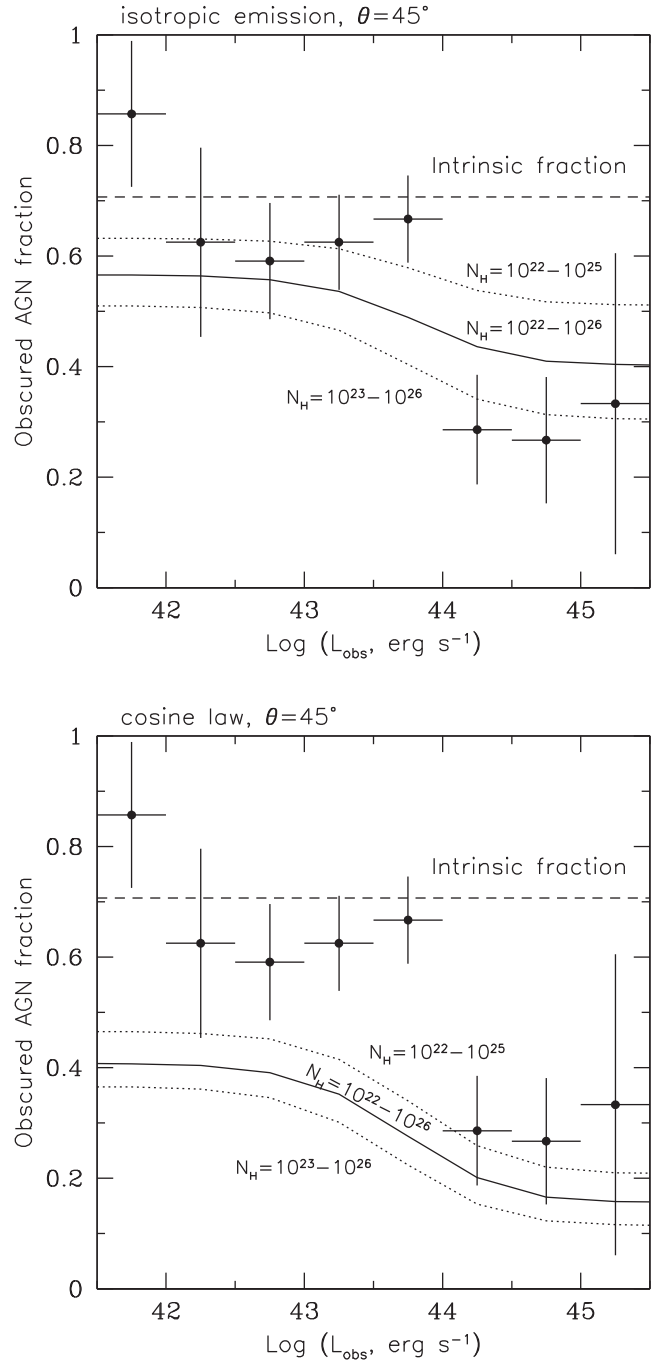 isotropic emission, θ=45°
1
0.8
0.6
0.4
0.2
0
Obscured AGN fraction
Intrinsic fraction
N_H=10^22−10^25
N_H=10^22−10^26
N_H=10^23−10^26
42 43 44 45
Log (L_obs, erg s^−1)
cosine law, θ=45°
1
0.8
0.6
0.4
0.2
0
Obscured AGN fraction
Intrinsic fraction
N_H=10^22−10^25
N_H=10^22−10^26
N_H=10^23−10^26
42 43 44 45
Log (L_obs, erg s^−1)